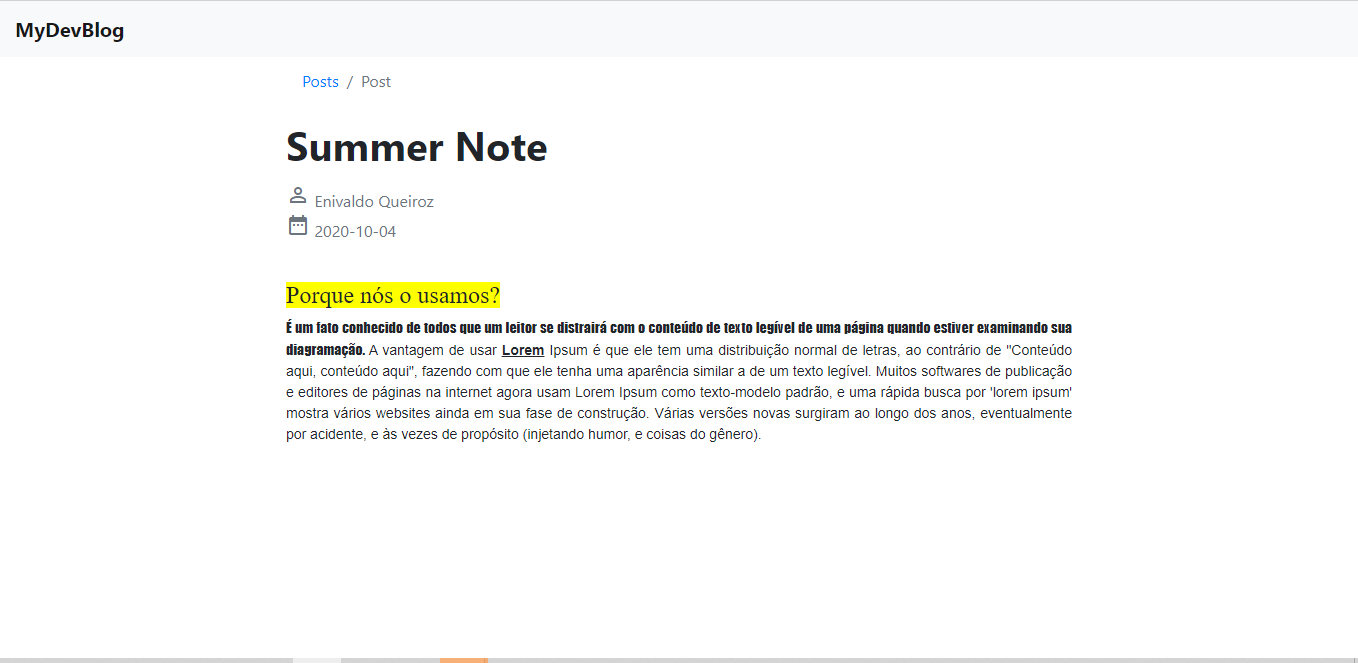 MyDevBlog
Posts / Post
Summer Note
Enivaldo Queiroz
2020-10-04
Porque nós o usamos?
É um fato conhecido de todos que um leitor se distrairá com o conteúdo de texto legível de uma página quando estiver examinando sua
diagramação. A vantagem de usar Lorem Ipsum é que ele tem uma distribuição normal de letras, ao contrário de "Conteúdo
aqui, conteúdo aqui", fazendo com que ele tenha uma aparência similar a de um texto legível. Muitos softwares de publicação
e editores de páginas na internet agora usam Lorem Ipsum como texto-modelo padrão, e uma rápida busca por 'lorem ipsum'
mostra vários websites ainda em sua fase de construção. Várias versões novas surgiram ao longo dos anos, eventualmente
por acidente, e às vezes de propósito (injetando humor, e coisas do gênero).